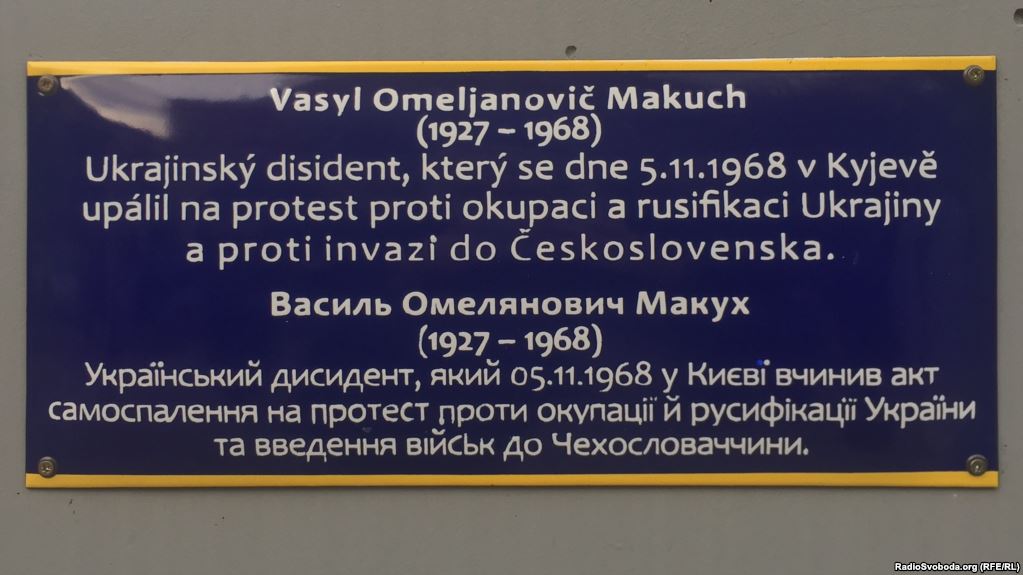 Vasyl Omeljanovič Makuch
(1927 – 1968)
Ukrajinský disident, který se dne 5.11.1968 v Kyjevě
upálil na protest proti okupaci a rusifikaci Ukrajiny
a proti invazi do Československa.
Василь Омелянович Макух
(1927 – 1968)
Український дисидент, який 05.11.1968 у Києві вчинив акт
самоспалення на протест проти окупації й русифікації України
та введення військ до Чехословаччини.
RadioSvoboda.org (RFE/RL)